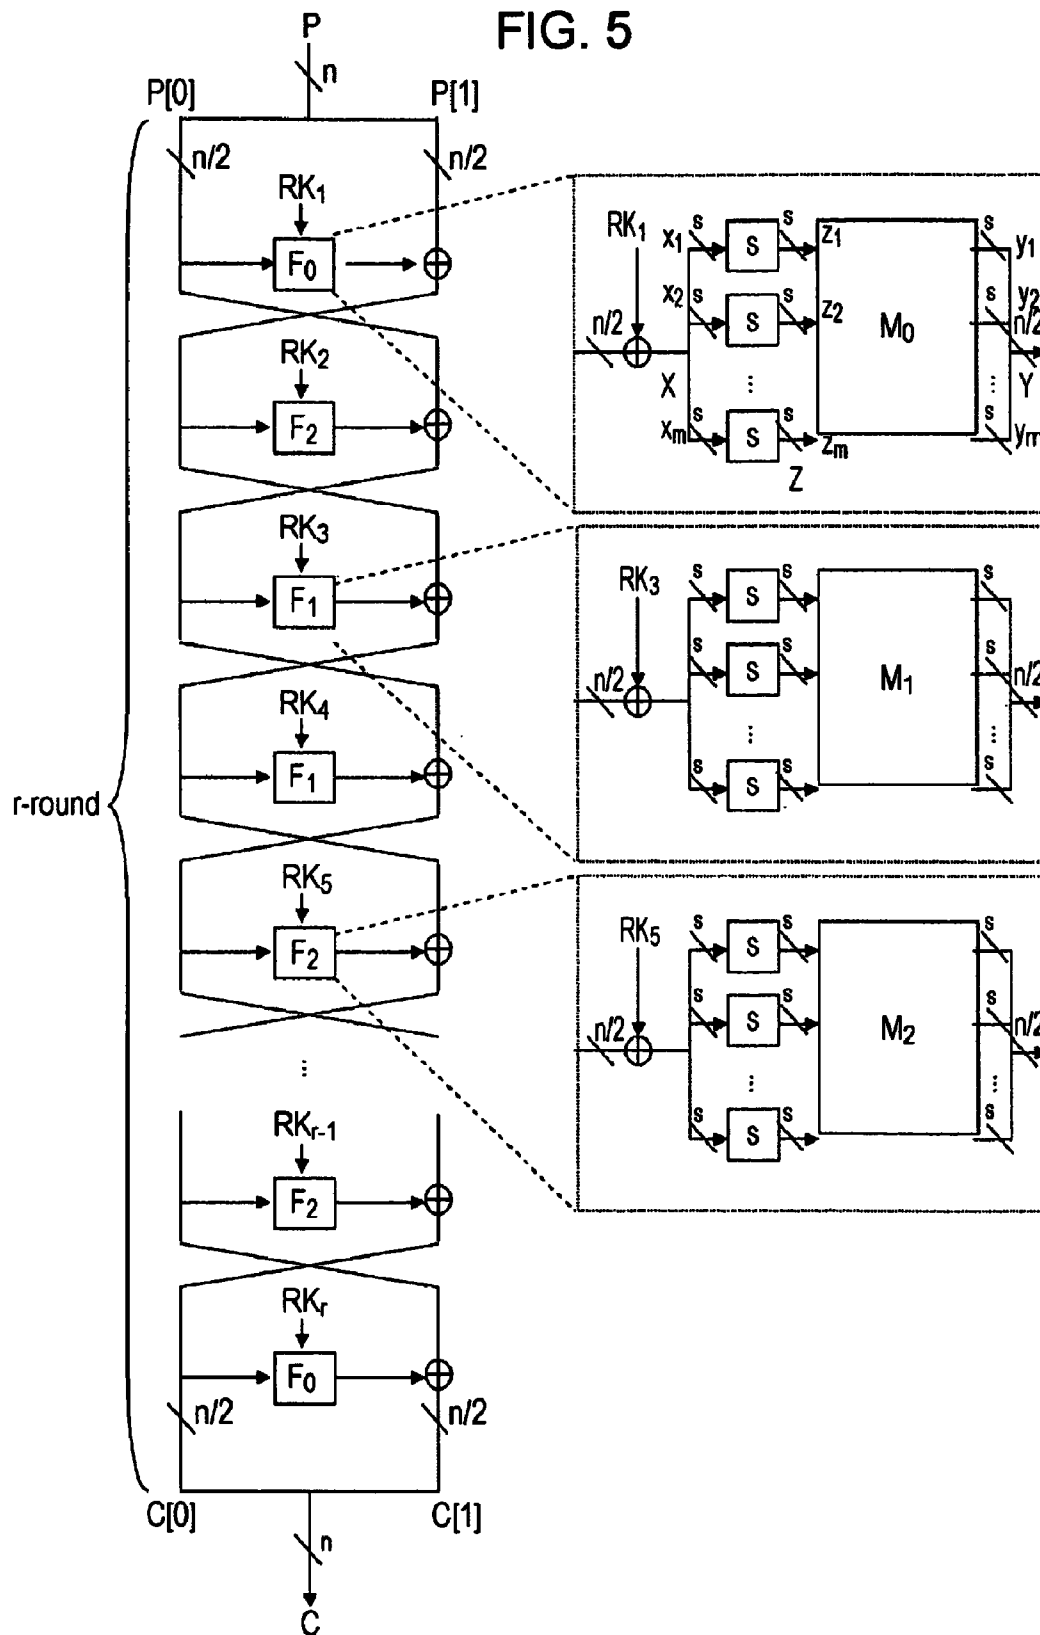 FIG. 5
P
n
P[0]
P[1]
n/2
n/2
RK1
F0
RK2
F2
RK3
F1
RK4
F1
RK5
F2
...
RKr-1
F2
RKr
F0
n/2
n/2
C[0]
C[1]
n
C
r-round
RK1
n/2
X
x1
s
S
s
z1
x2
s
S
s
z2
...
xm
s
S
s
zm
Z
M0
s
y1
s
y2
n/2
...
Y
s
ym
RK3
n/2
s
S
s
s
S
s
...
s
S
s
M1
s
s
n/2
...
s
RK5
n/2
s
S
s
s
S
s
...
s
S
s
M2
s
s
n/2
...
s